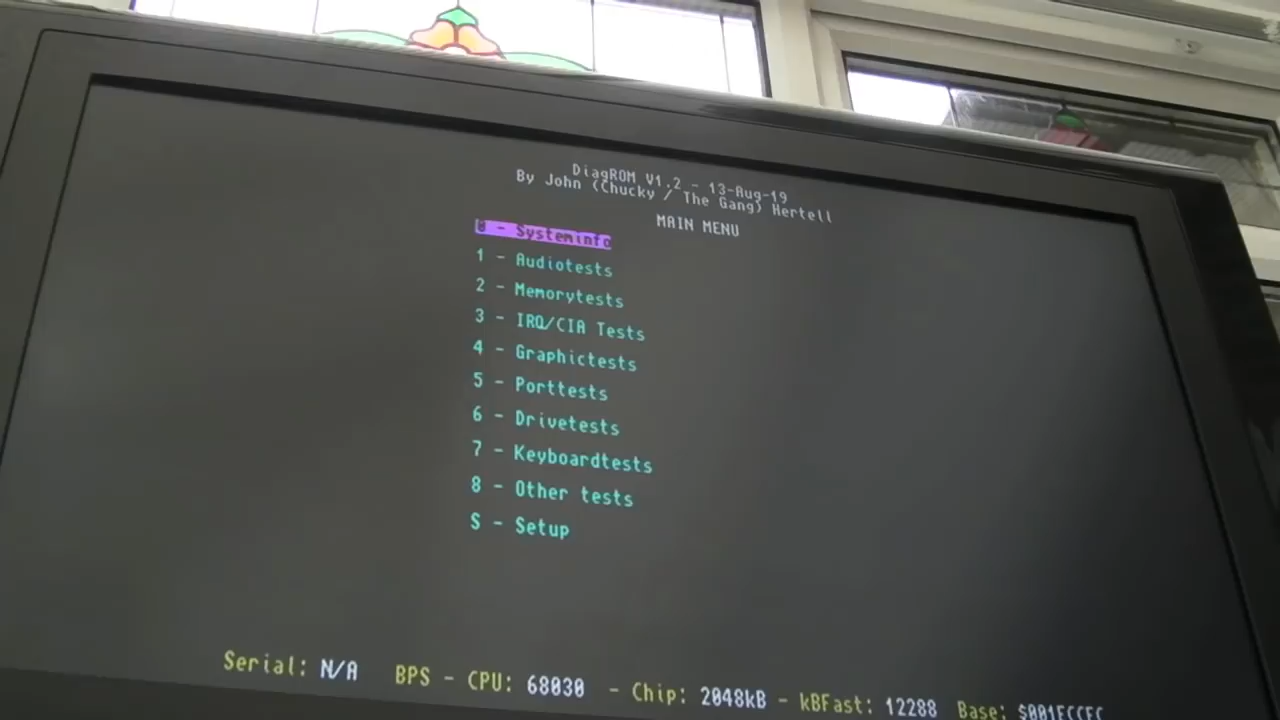 DiagROM V1.2 - 13-Aug-19
By John (Chucky / The Gang) Hertell
MAIN MENU
0 - Systeminfo
1 - Audiotests
2 - Memorytests
3 - IRQ/CIA Tests
4 - Graphictests
5 - Porttests
6 - Drivetests
7 - Keyboardtests
8 - Other tests
S - Setup
Serial: N/A BPS - CPU: 68030 - Chip: 2048kB - kBFast: 12288 Base: